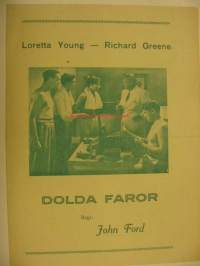 Loretta Young — Richard Greene
DOLDA FAROR
Regi:
John Ford